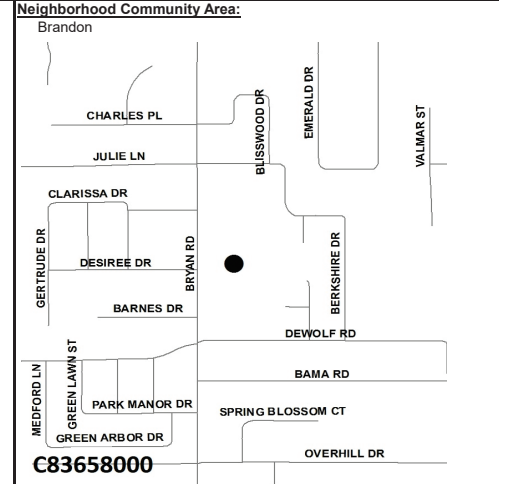 Neighborhood Community Area:
Brandon
CHARLES PL
BLISSWOOD DR
EMERALD DR
VALMAR ST
JULIE LN
CLARISSA DR
GERTRUDE DR
DESIREE DR
BRYAN RD
BERKSHIRE DR
BARNES DR
DEWOLF RD
MEDFORD LN
GREEN LAWN ST
BAMA RD
PARK MANOR DR
SPRING BLOSSOM CT
GREEN ARBOR DR
OVERHILL DR
C83658000